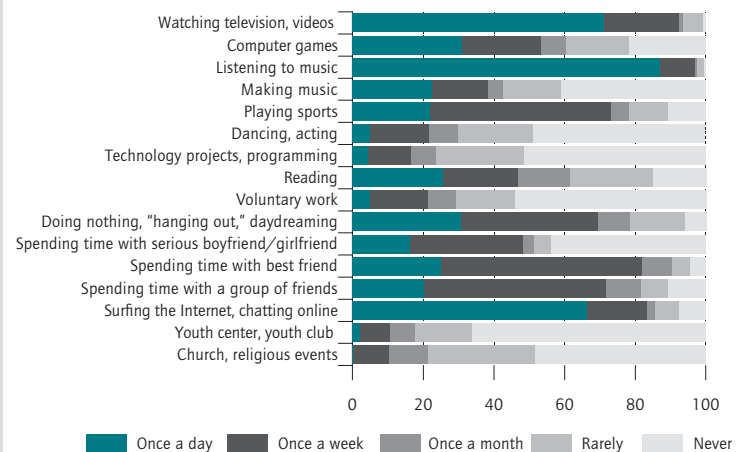 Watching television, videos
Computer games
Listening to music
Making music
Playing sports
Dancing, acting
Technology projects, programming
Reading
Voluntary work
Doing nothing, “hanging out,” daydreaming
Spending time with serious boyfriend/girlfriend
Spending time with best friend
Spending time with a group of friends
Surfing the Internet, chatting online
Youth center, youth club
Church, religious events
0 20 40 60 80 100
Once a day Once a week Once a month Rarely Never